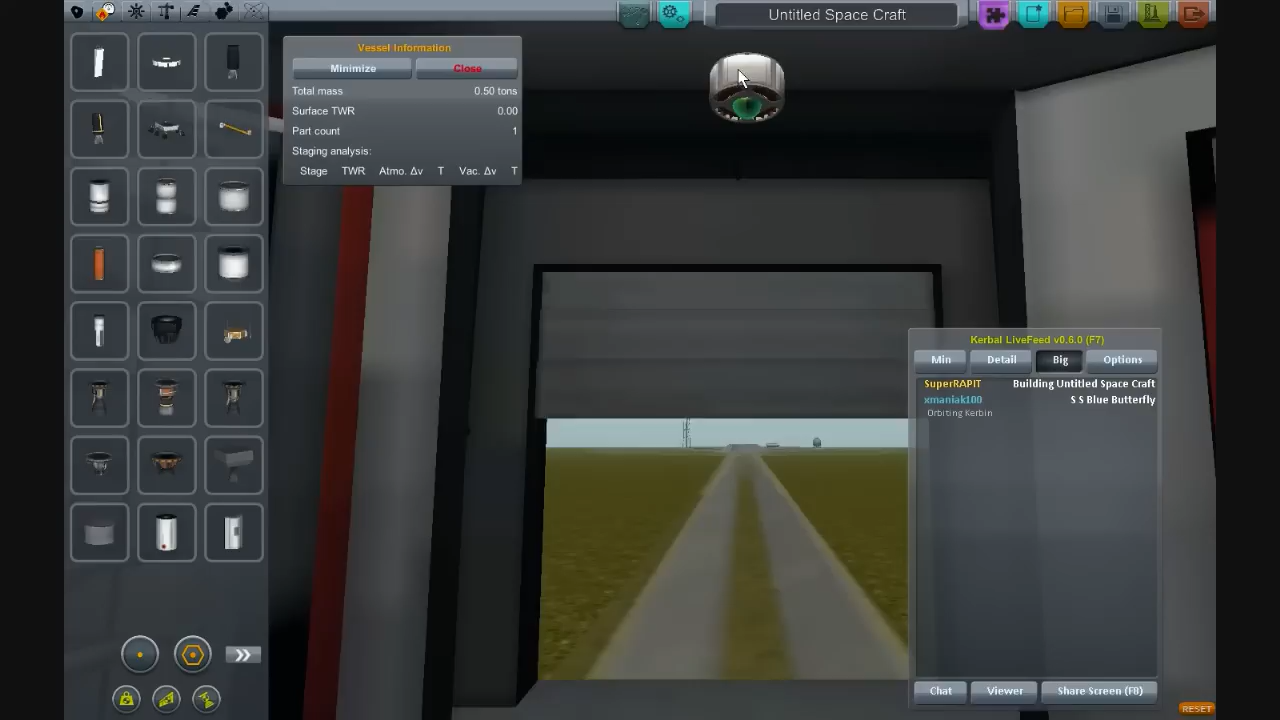 Untitled Space Craft
Vessel Information
Minimize Close
Total mass 0.50 tons
Surface TWR 0.00
Part count 1
Staging analysis:
Stage TWR Atmo. Δv T Vac. Δv T
Kerbal LiveFeed v0.6.0 (F7)
Min Detail Big Options
SuperRAPIT Building Untitled Space Craft
xmaniak100 S S Blue Butterfly
Orbiting Kerbin
Chat Viewer Share Screen (F8)
RESET